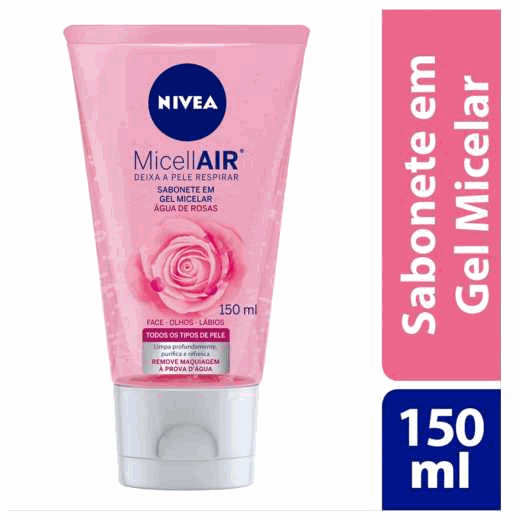 NIVEA
MicellAIR®
DEIXA A PELE RESPIRAR
SABONETE EM
GEL MICELAR
ÁGUA DE ROSAS
150 ml
FACE - OLHOS - LÁBIOS
TODOS OS TIPOS DE PELE
Limpa profundamente,
purifica e refresca
REMOVE MAQUIAGEM
À PROVA D'ÁGUA
Sabonete em
Gel Micelar
150
ml